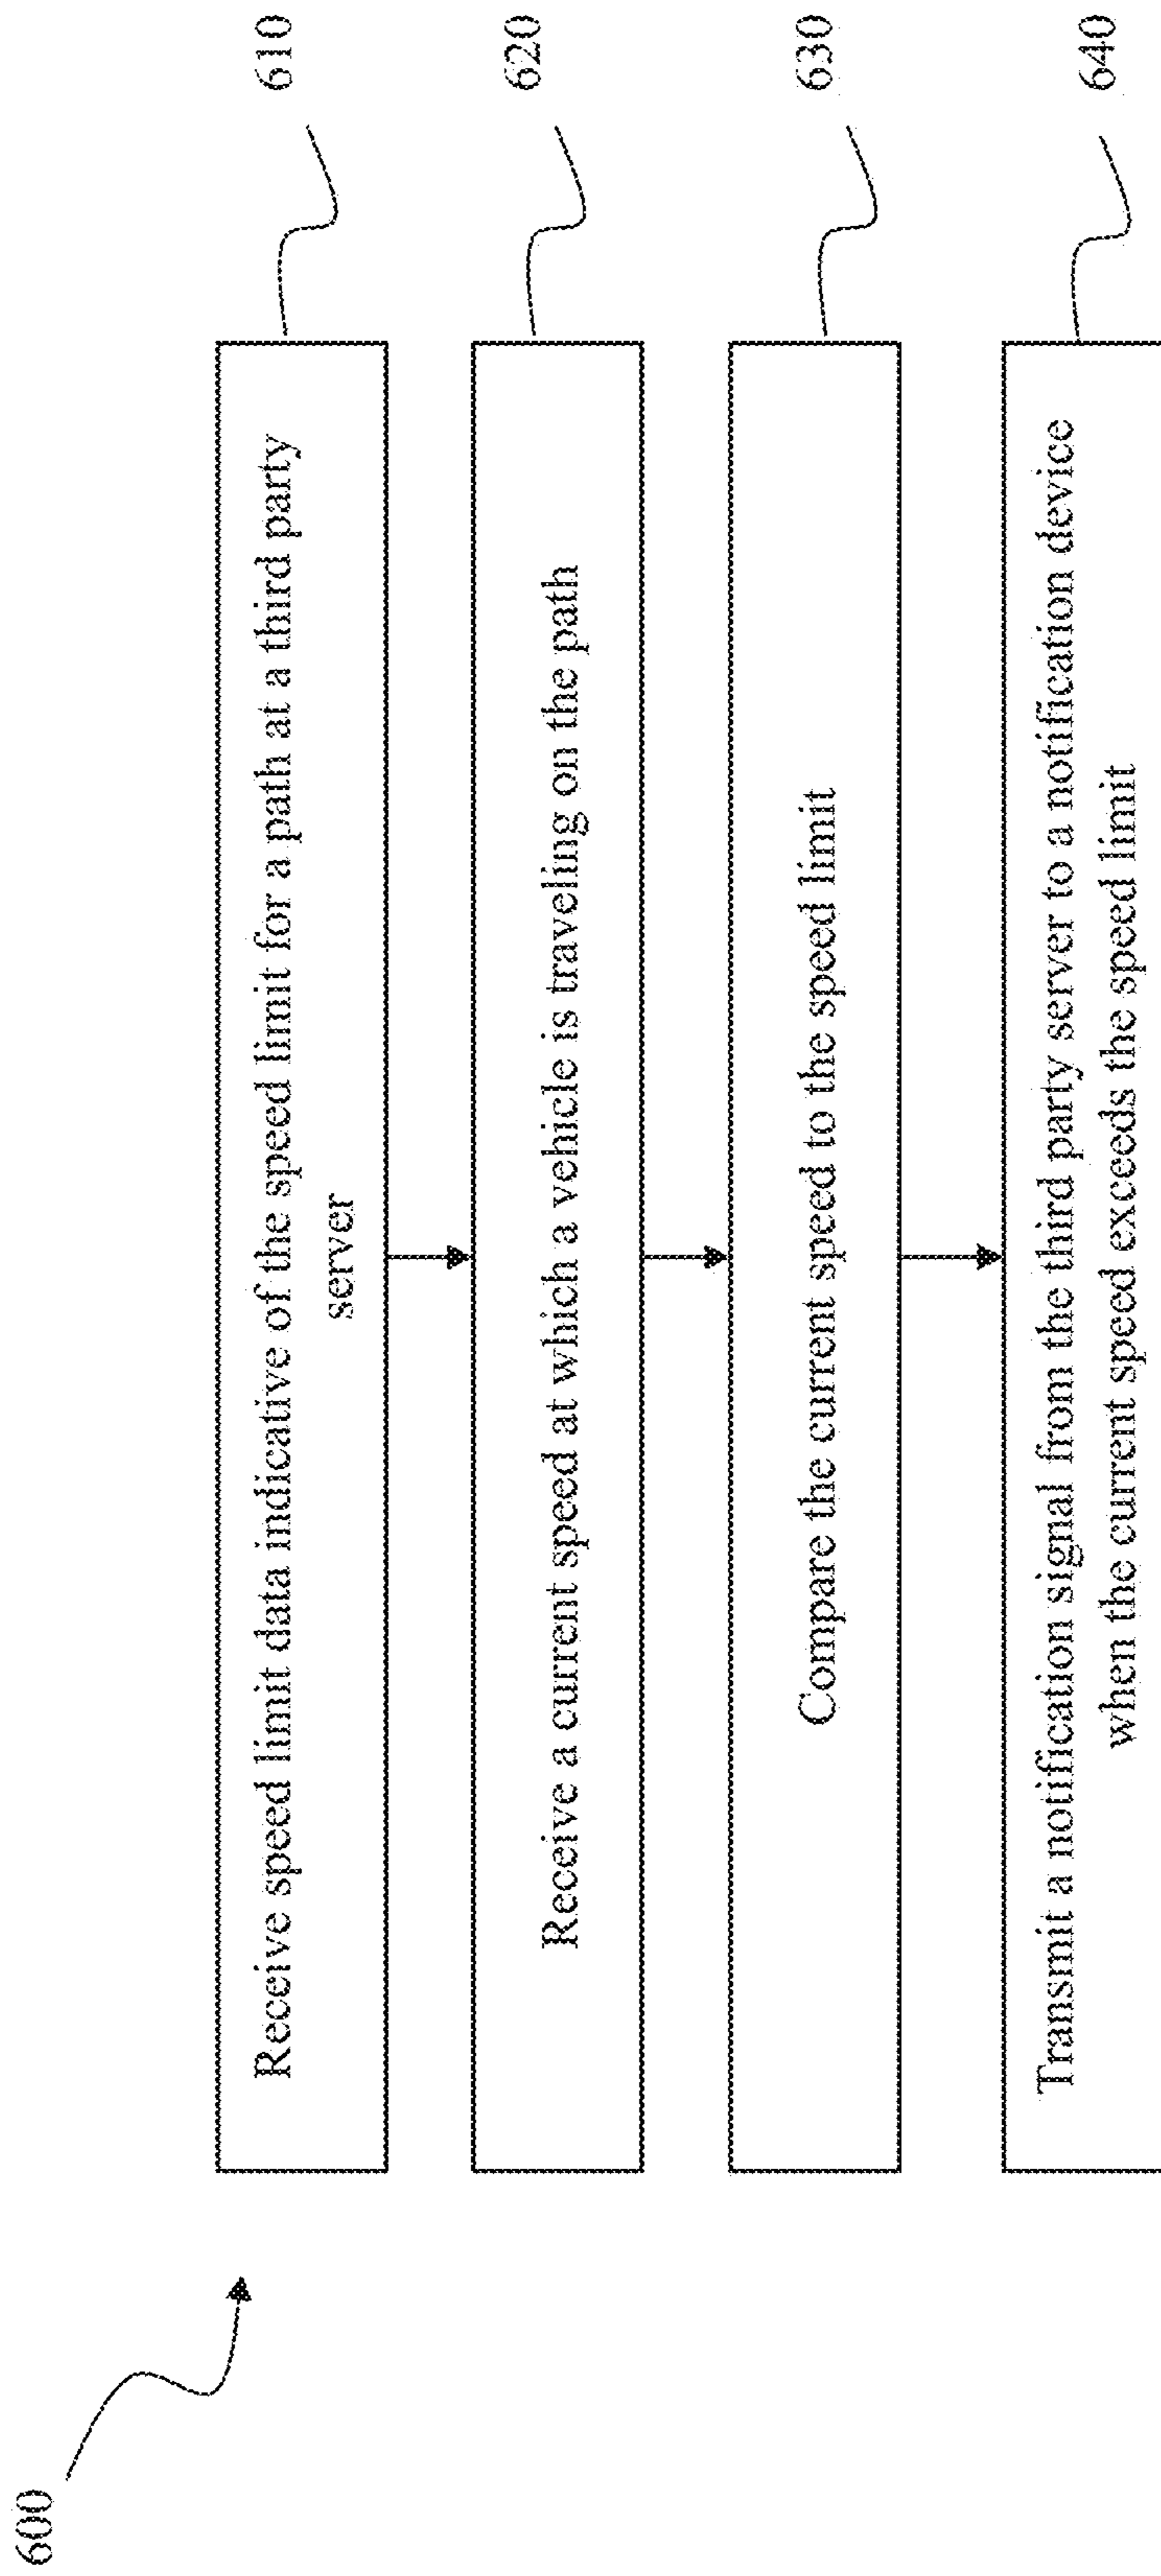 600
Receive speed limit data indicative of the speed limit for a path at a third party
server
610
Receive a current speed at which a vehicle is traveling on the path
620
Compare the current speed to the speed limit
630
Transmit a notification signal from the third party server to a notification device
when the current speed exceeds the speed limit
640